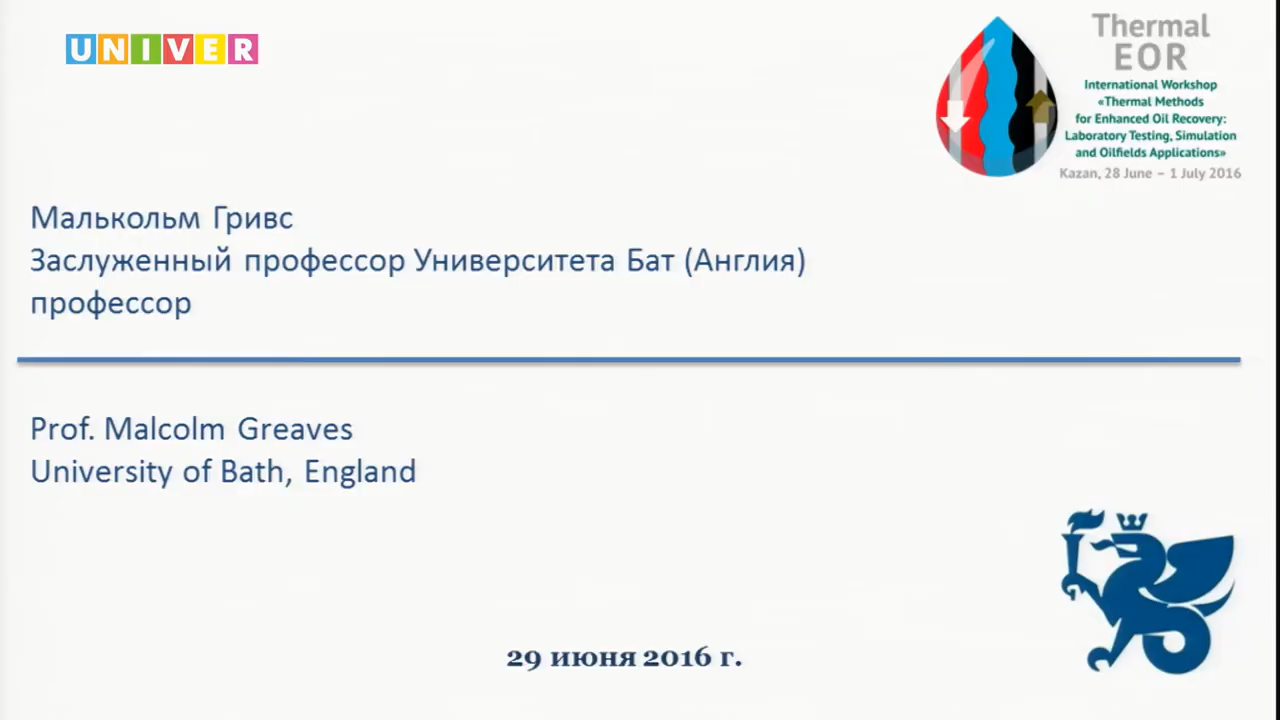 UNIVER
Thermal
EOR
International Workshop
«Thermal Methods
for Enhanced Oil Recovery:
Laboratory Testing, Simulation
and Oilfields Applications»
Kazan, 28 June – 1 July 2016
Малькольм Гривс
Заслуженный профессор Университета Бат (Англия)
профессор
Prof. Malcolm Greaves
University of Bath, England
29 июня 2016 г.